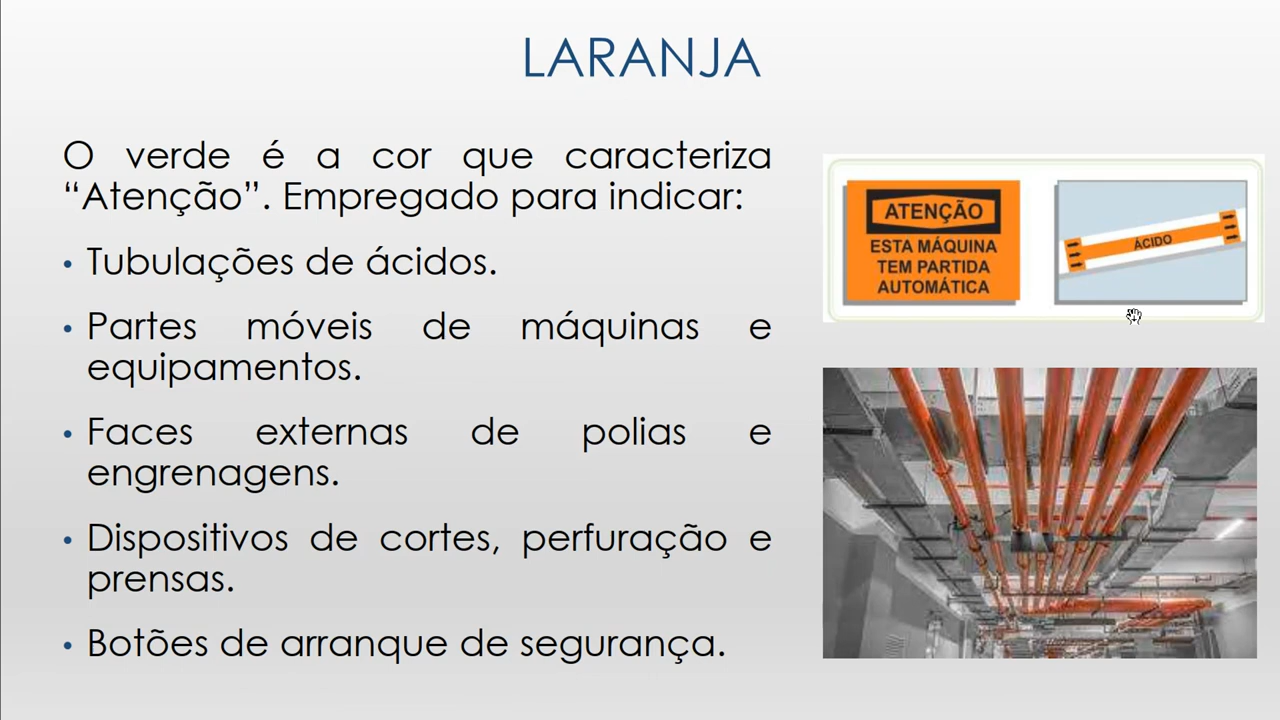 LARANJA
O verde é a cor que caracteriza
“Atenção”. Empregado para indicar:
• Tubulações de ácidos.
• Partes móveis de máquinas e
equipamentos.
• Faces externas de polias e
engrenagens.
• Dispositivos de cortes, perfuração e
prensas.
• Botões de arranque de segurança.
ATENÇÃO
ESTA MÁQUINA
TEM PARTIDA
AUTOMÁTICA
ÁCIDO